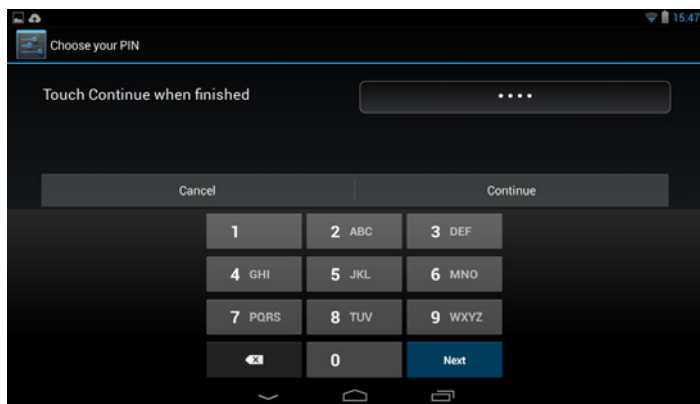 15:47
Choose your PIN
Touch Continue when finished ····
Cancel Continue
1 2 ABC 3 DEF
4 GHI 5 JKL 6 MNO
7 PQRS 8 TUV 9 WXYZ
0 Next